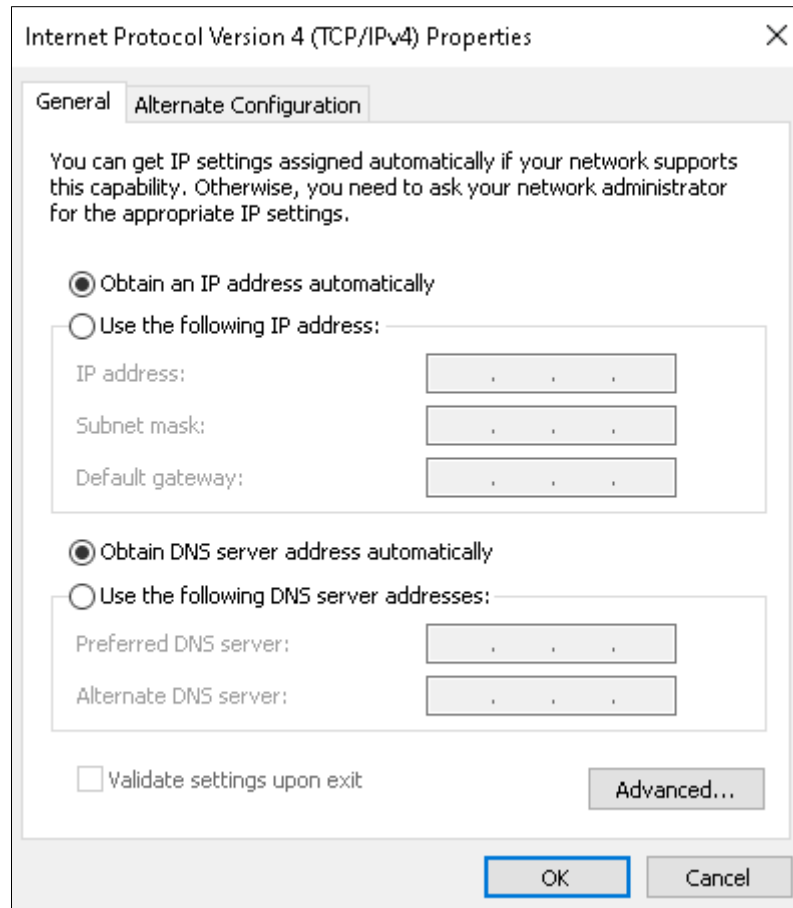 Internet Protocol Version 4 (TCP/IPv4) Properties
General
Alternate Configuration
You can get IP settings assigned automatically if your network supports
this capability. Otherwise, you need to ask your network administrator
for the appropriate IP settings.
Obtain an IP address automatically
Use the following IP address:
IP address:
. . .
Subnet mask:
. . .
Default gateway:
. . .
Obtain DNS server address automatically
Use the following DNS server addresses:
Preferred DNS server:
. . .
Alternate DNS server:
. . .
Validate settings upon exit
Advanced...
OK
Cancel